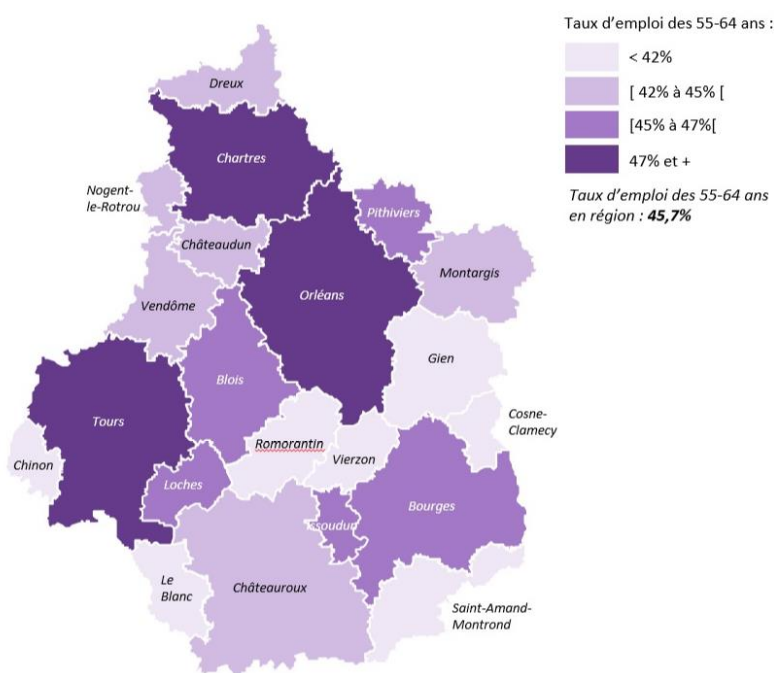 Taux d'emploi des 55-64 ans :
< 42%
[ 42% à 45% [
[45% à 47%[
47% et +
Taux d'emploi des 55-64 ans
en région : 45,7%
Dreux
Chartres
Nogent-
le-Rotrou
Pithiviers
Châteaudun
Montargis
Orléans
Vendôme
Gien
Blois
Cosne-
Clamecy
Tours
Romorantin
Vierzon
Chinon
Loches
Bourges
Issoudun
Le
Blanc
Châteauroux
Saint-Amand-
Montrond